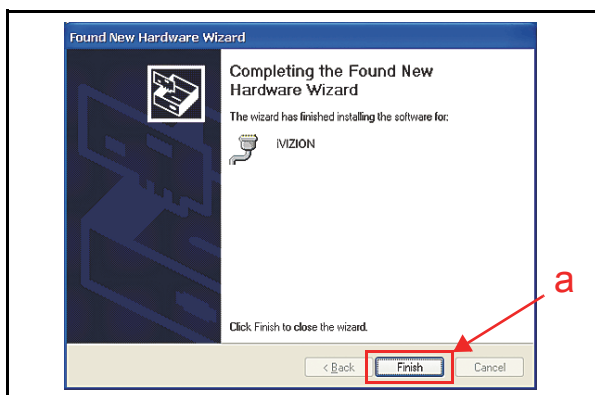 Found New Hardware Wizard
Completing the Found New
Hardware Wizard
The wizard has finished installing the software for:
iVIZION
a
Click Finish to close the wizard.
< Back
Finish
Cancel